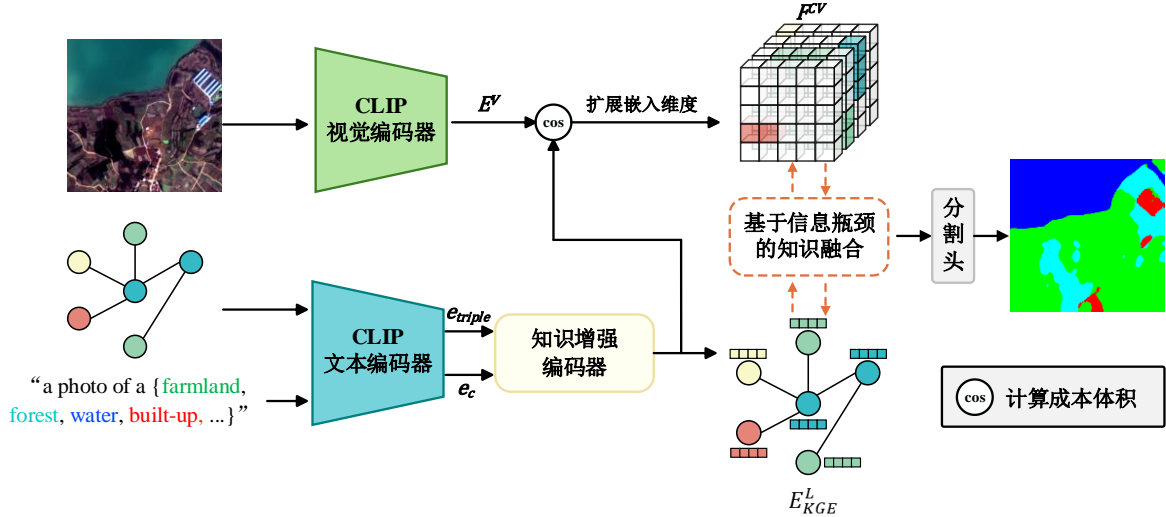 F^{CV}
CLIP
视觉编码器
E^V
cos
扩展嵌入维度
基于信息瓶颈
的知识融合
分
割
头
CLIP
文本编码器
e_{triple}
e_c
知识增强
编码器
“a photo of a {farmland,
forest, water, built-up, ...}”
cos 计算成本体积
E^L_{KGE}